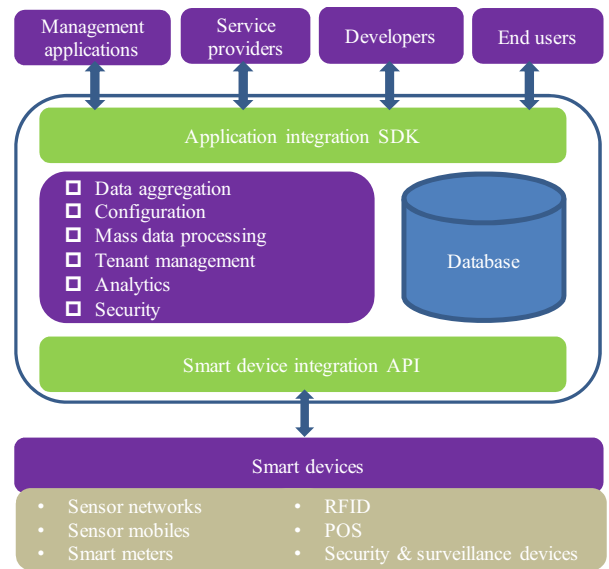 Management
applications
Service
providers
Developers
End users
Application integration SDK
Data aggregation
Configuration
Mass data processing
Tenant management
Analytics
Security
Database
Smart device integration API
Smart devices
• Sensor networks
• Sensor mobiles
• Smart meters
• RFID
• POS
• Security & surveillance devices